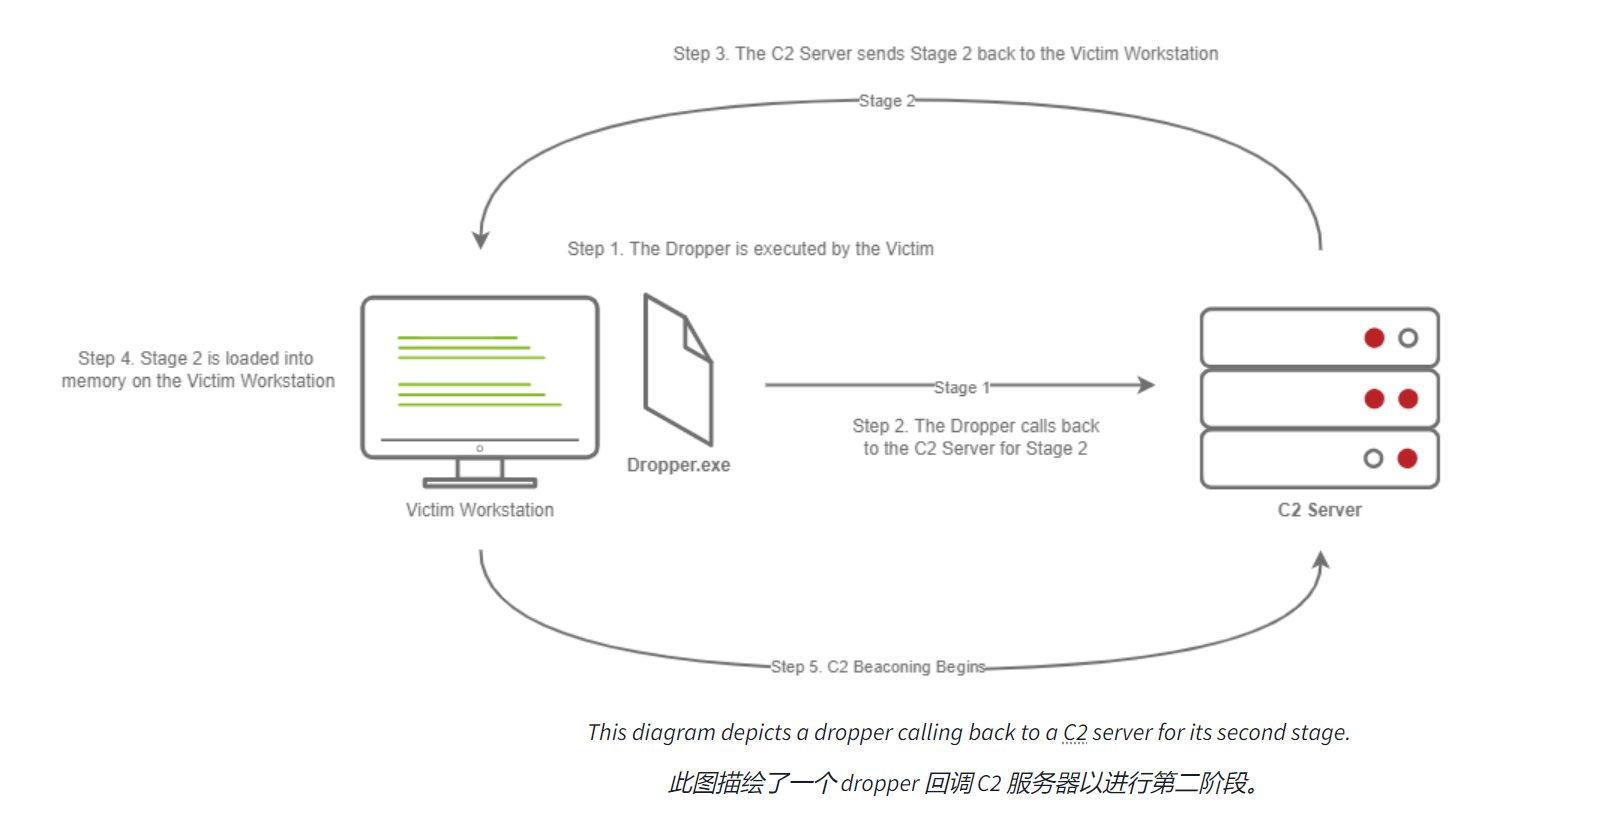 Step 3. The C2 Server sends Stage 2 back to the Victim Workstation
Stage 2
Step 1. The Dropper is executed by the Victim
Step 4. Stage 2 is loaded into
memory on the Victim Workstation
Stage 1
Step 2. The Dropper calls back
to the C2 Server for Stage 2
Dropper.exe
Victim Workstation
C2 Server
Step 5. C2 Beaconing Begins
This diagram depicts a dropper calling back to a C2 server for its second stage.
此图描绘了一个 dropper 回调 C2 服务器以进行第二阶段。